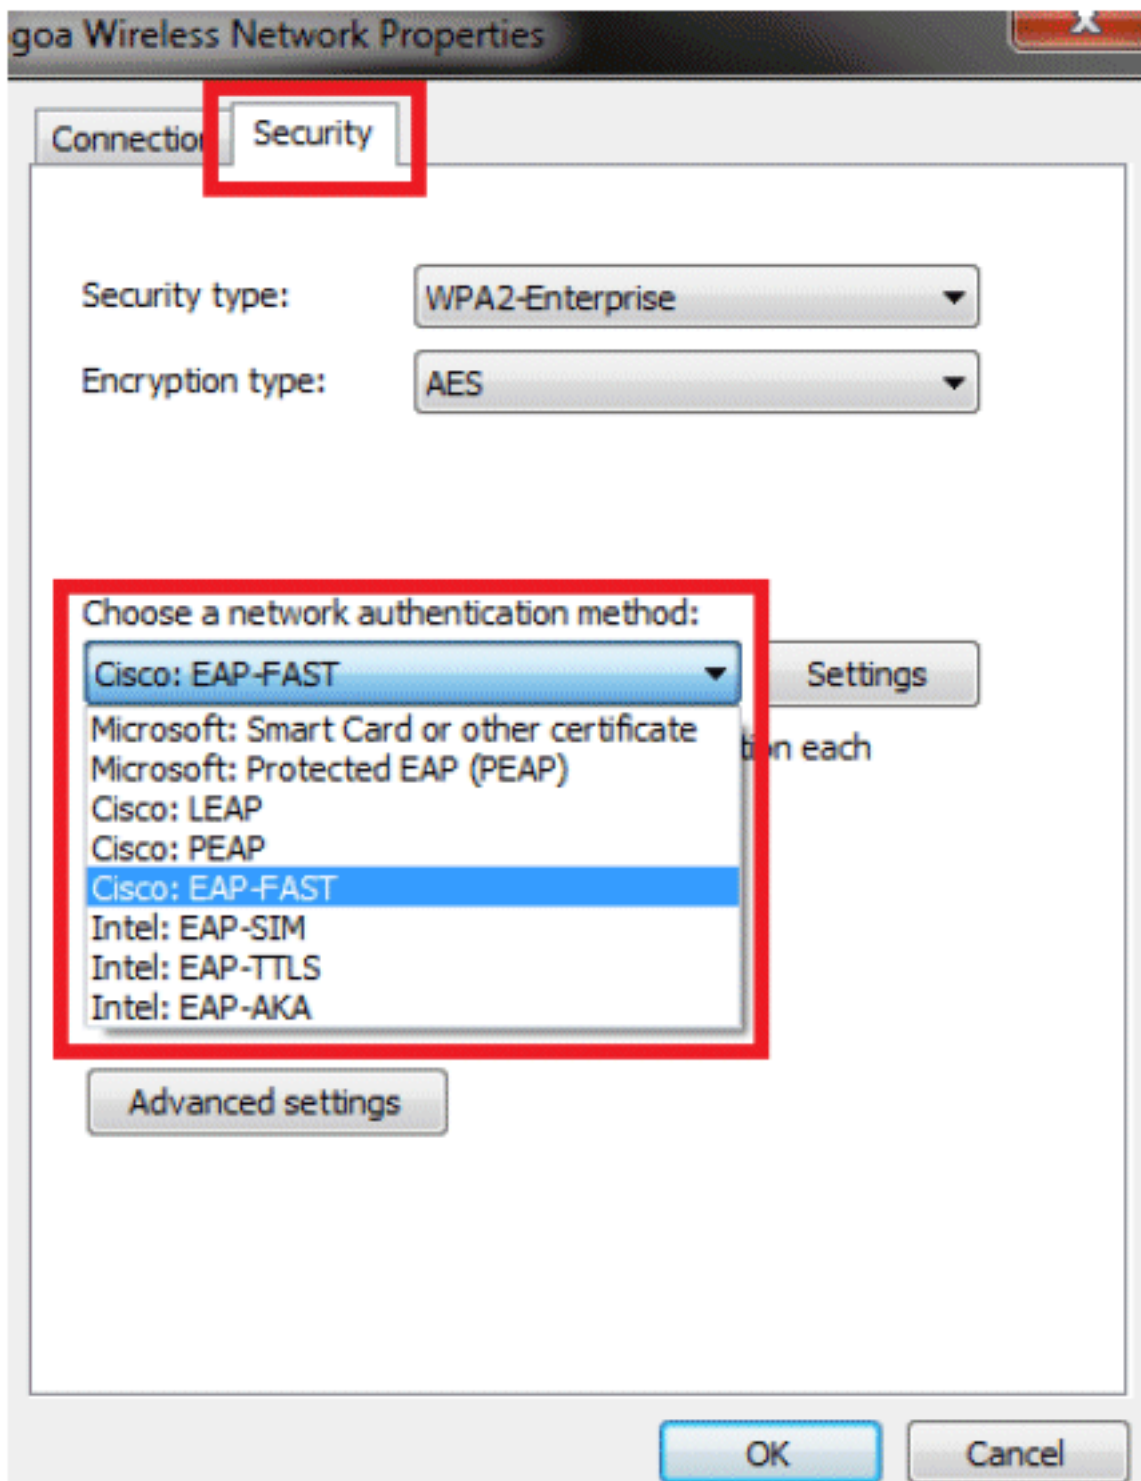 goa Wireless Network Properties
x
Connection Security
Security type: WPA2-Enterprise
Encryption type: AES
Choose a network authentication method:
Cisco: EAP-FAST Settings
Microsoft: Smart Card or other certificate
each
Microsoft: Protected EAP (PEAP)
Cisco: LEAP
Cisco: PEAP
Cisco: EAP-FAST
Intel: EAP-SIM
Intel: EAP-TTLS
Intel: EAP-AKA
Advanced settings
OK Cancel